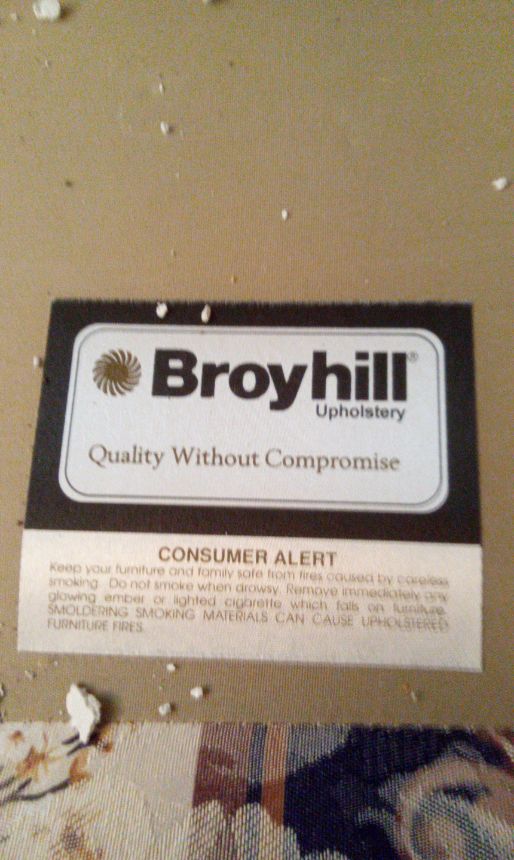 Broyhill®
Upholstery
Quality Without Compromise
CONSUMER ALERT
Keep your furniture and family safe from fires caused by careless
smoking. Do not smoke when drowsy. Remove immediately any
glowing ember or lighted cigarette which falls on furniture.
SMOLDERING SMOKING MATERIALS CAN CAUSE UPHOLSTERED
FURNITURE FIRES.